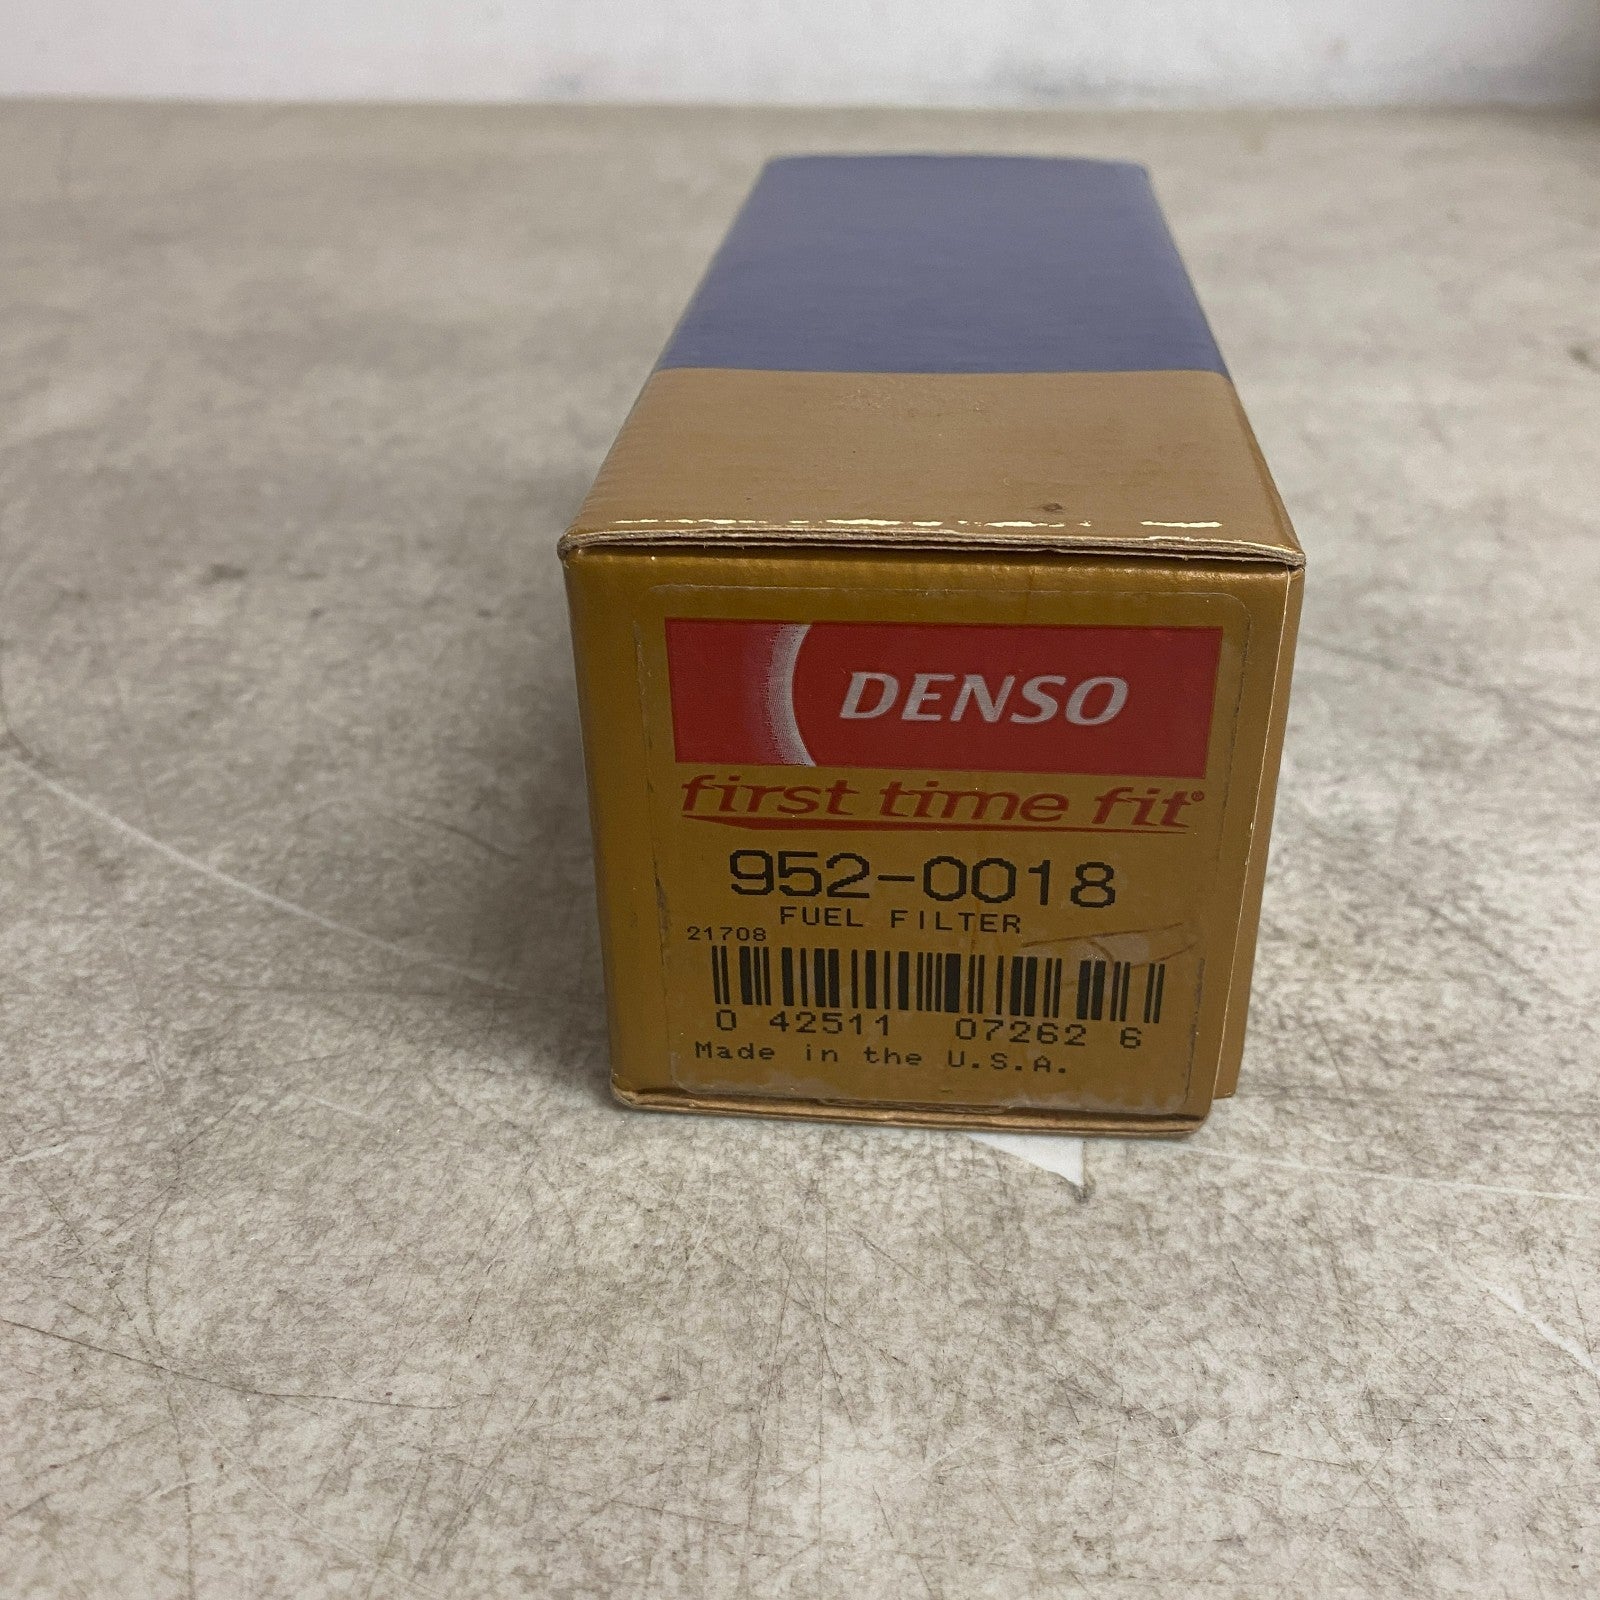 DENSO
first time fit®
952-0018
FUEL FILTER
21708
0 42511 07262 6
Made in the U.S.A.